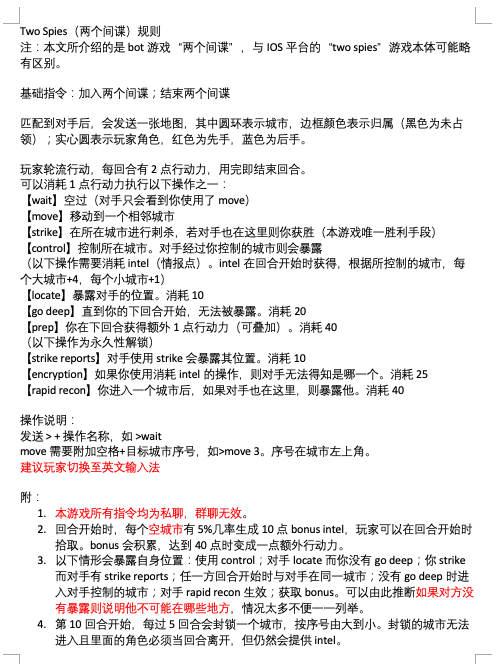 Two Spies（两个间谍）规则
注：本文所介绍的是 bot 游戏“两个间谍”，与 IOS 平台的“two spies”游戏本体可能略
有区别。
基础指令：加入两个间谍；结束两个间谍
匹配到对手后，会发送一张地图，其中圆环表示城市，边框颜色表示归属（黑色为未占
领）；实心圆表示玩家角色，红色为先手，蓝色为后手。
玩家轮流行动，每回合有 2 点行动力，用完即结束回合。
可以消耗 1 点行动力执行以下操作之一：
【wait】空过（对手只会看到你使用了 move）
【move】移动到一个相邻城市
【strike】在所在城市进行刺杀，若对手也在这里则你获胜（本游戏唯一胜利手段）
【control】控制所在城市。对手经过你控制的城市则会暴露
（以下操作需要消耗 intel（情报点）。intel 在回合开始时获得，根据所控制的城市，每
个大城市+4，每个小城市+1）
【locate】暴露对手的位置。消耗 10
【go deep】直到你的下回合开始，无法被暴露。消耗 20
【prep】你在下回合获得额外 1 点行动力（可叠加）。消耗 40
（以下操作为永久性解锁）
【strike reports】对手使用 strike 会暴露其位置。消耗 10
【encryption】如果你使用消耗 intel 的操作，则对手无法得知是哪一个。消耗 25
【rapid recon】你进入一个城市后，如果对手也在这里，则暴露他。消耗 40
操作说明：
发送 > + 操作名称，如 >wait
move 需要附加空格+目标城市序号，如>move 3。序号在城市左上角。
建议玩家切换至英文输入法
附：
1. 本游戏所有指令均为私聊，群聊无效。
2. 回合开始时，每个空城市有 5%几率生成 10 点 bonus intel，玩家可以在回合开始时
拾取。bonus 会积累，达到 40 点时变成一点额外行动力。
3. 以下情形会暴露自身位置：使用 control；对手 locate 而你没有 go deep；你 strike
而对手有 strike reports；任一方回合开始时与对手在同一城市；没有 go deep 时进
入对手控制的城市；对手 rapid recon 生效；获取 bonus。可以由此推断如果对方没
有暴露则说明他不可能在哪些地方，情况太多不便一一列举。
4. 第 10 回合开始，每过 5 回合会封锁一个城市，按序号由大到小。封锁的城市无法
进入且里面的角色必须当回合离开，但仍然会提供 intel。